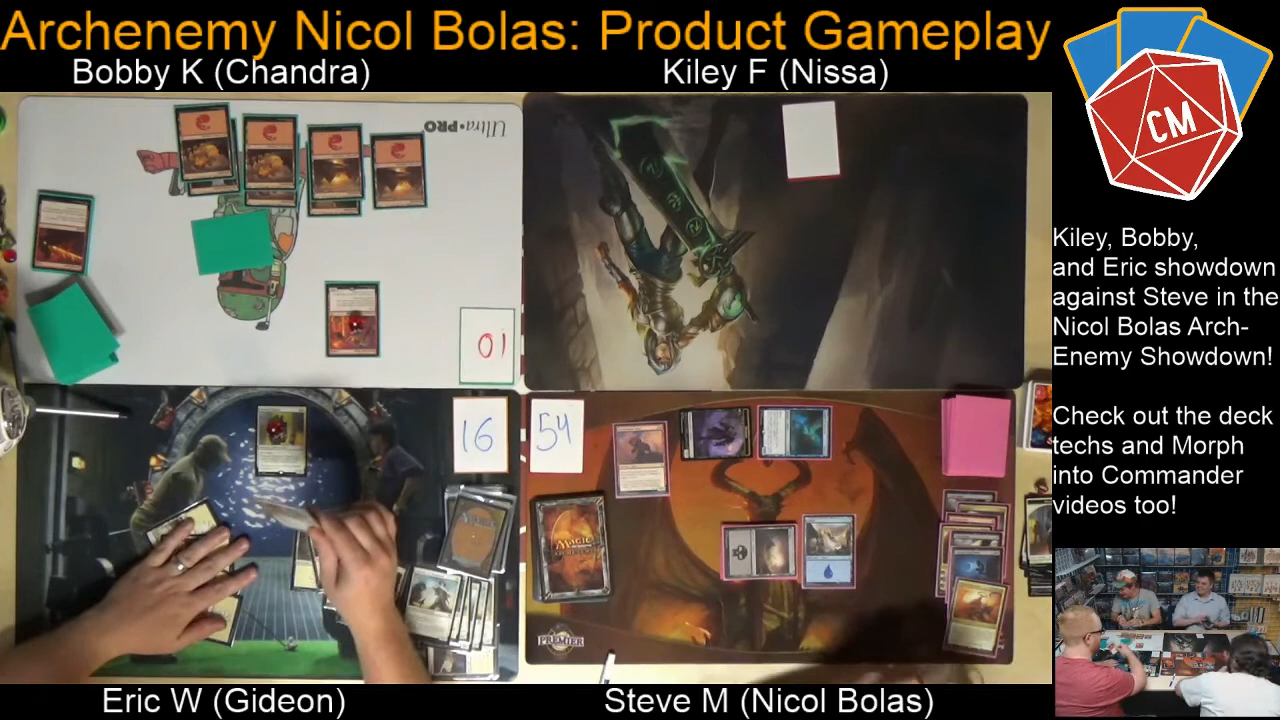 Archenemy Nicol Bolas: Product Gameplay
Bobby K (Chandra)
Kiley F (Nissa)
CM
Ultra•PRO
01
16
54
MAGIC
PREMIER
Kiley, Bobby,
and Eric showdown
against Steve in the
Nicol Bolas Arch-
Enemy Showdown!
Check out the deck
techs and Morph
into Commander
videos too!
Eric W (Gideon)
Steve M (Nicol Bolas)